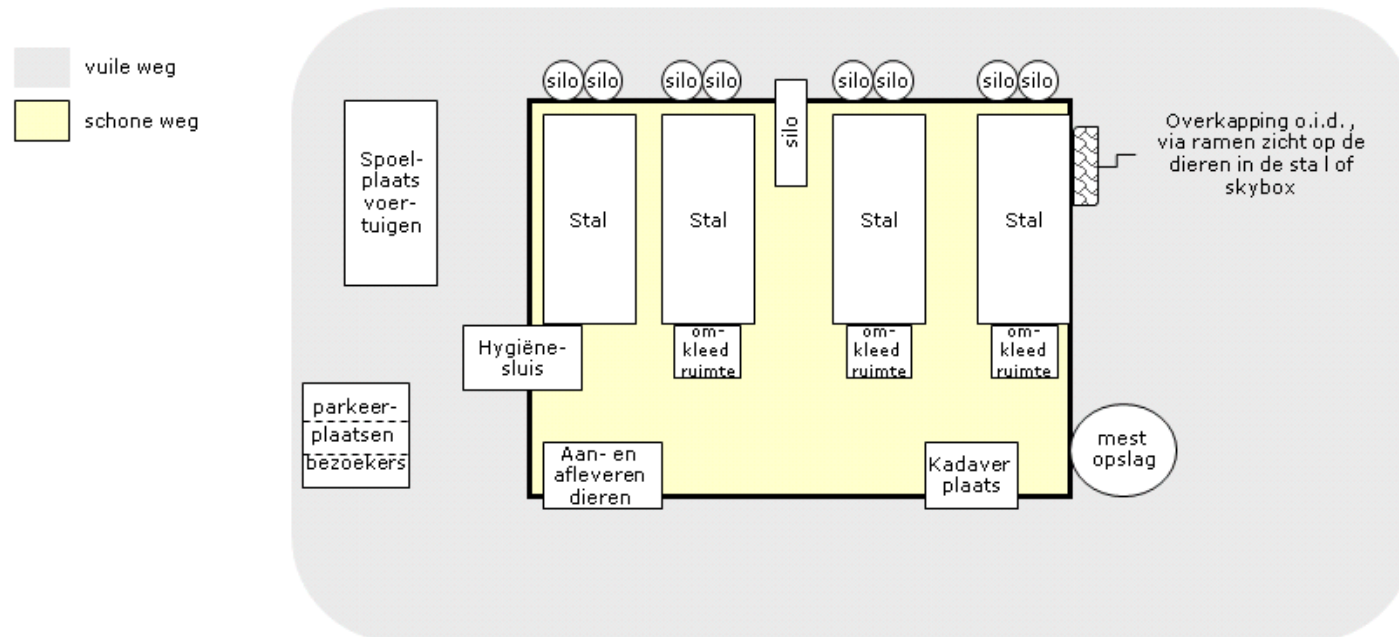 vuile weg
schone weg
silo silo silo silo silo silo silo silo
silo
Spoel-
plaats
voer-
tuigen
Stal
Stal
Stal
Stal
Overkapping o.i.d.,
via ramen zicht op de
dieren in de sta l of
skybox
Hygiëne-
sluis
om-
kleed
ruimte
om-
kleed
ruimte
om-
kleed
ruimte
parkeer-
plaatsen
bezoekers
Aan- en
afleveren
dieren
Kadaver
plaats
mest
opslag